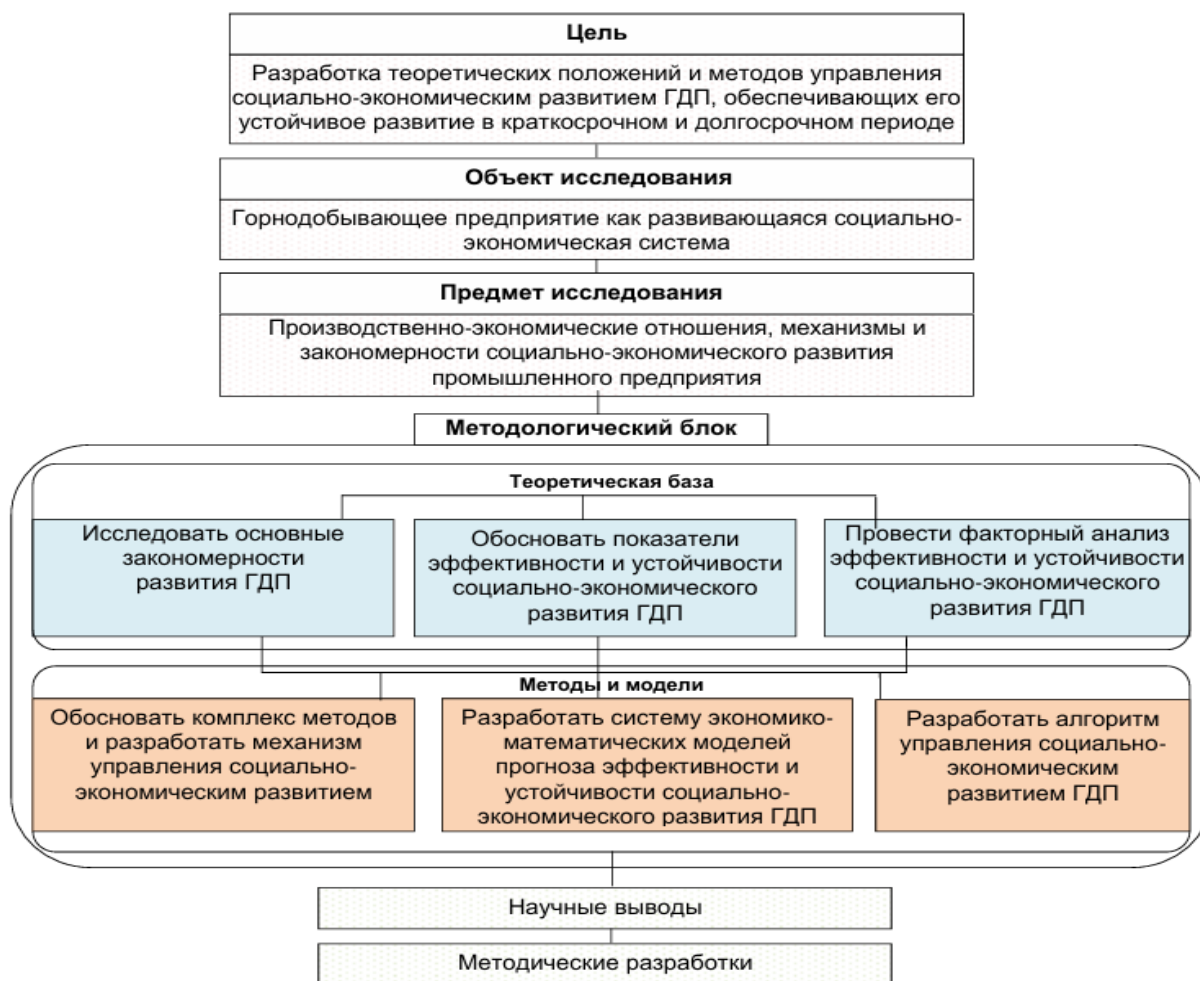 Цель
Разработка теоретических положений и методов управления
социально-экономическим развитием ГДП, обеспечивающих его
устойчивое развитие в краткосрочном и долгосрочном периоде
Объект исследования
Горнодобывающее предприятие как развивающаяся социально-
экономическая система
Предмет исследования
Производственно-экономические отношения, механизмы и
закономерности социально-экономического развития
промышленного предприятия
Методологический блок
Теоретическая база
Исследовать основные
закономерности
развития ГДП
Обосновать показатели
эффективности и устойчивости
социально-экономического
развития ГДП
Провести факторный анализ
эффективности и устойчивости
социально-экономического
развития ГДП
Методы и модели
Обосновать комплекс методов
и разработать механизм
управления социально-
экономическим развитием
Разработать систему экономико-
математических моделей
прогноза эффективности и
устойчивости социально-
экономического развития ГДП
Разработать алгоритм
управления социально-
экономическим
развитием ГДП
Научные выводы
Методические разработки